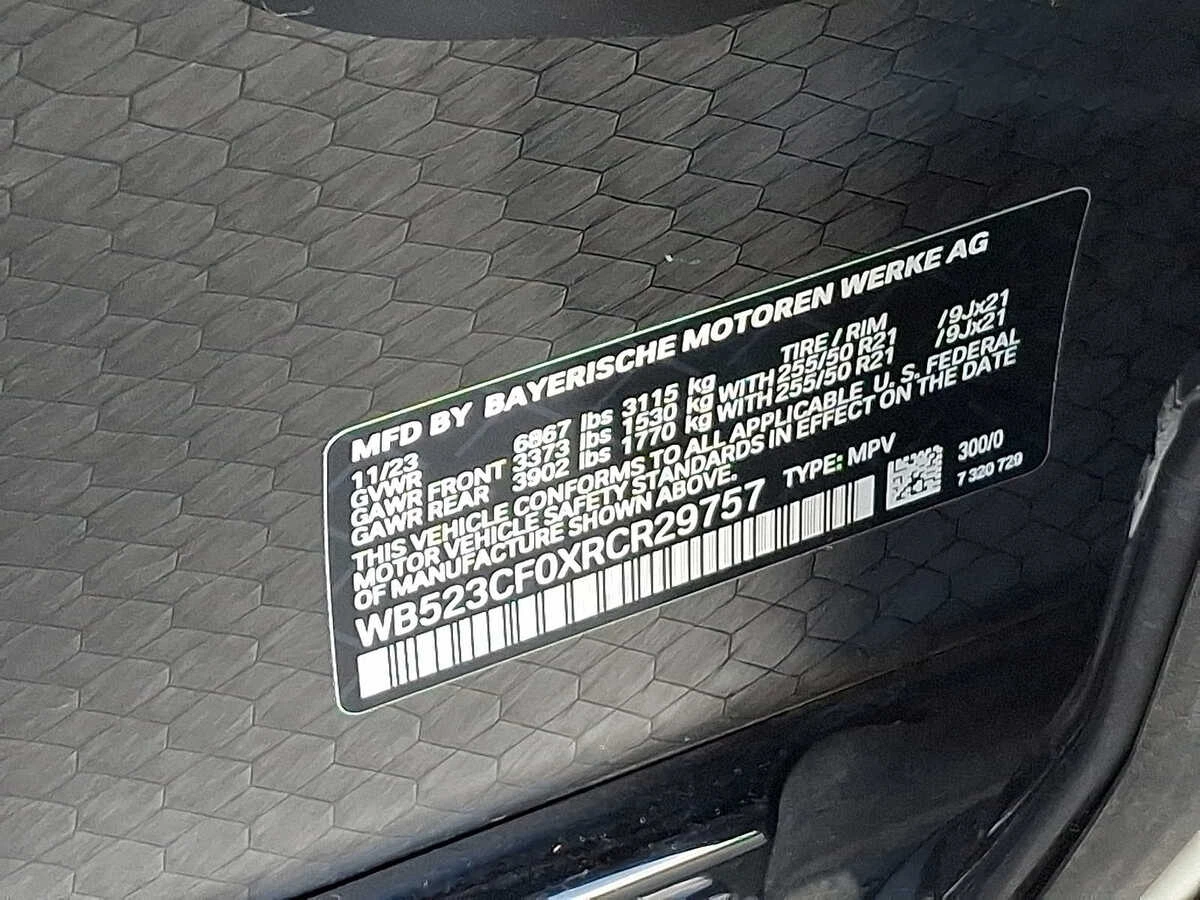 MFD BY BAYERISCHE MOTOREN WERKE AG
11/23 TIRE / RIM
GVWR 6867 lbs 3115 kg
GAWR FRONT 3373 lbs 1530 kg WITH 255/50 R21 /9Jx21
GAWR REAR 3902 lbs 1770 kg WITH 255/50 R21 /9Jx21
THIS VEHICLE CONFORMS TO ALL APPLICABLE U. S. FEDERAL
MOTOR VEHICLE SAFETY STANDARDS IN EFFECT ON THE DATE
OF MANUFACTURE SHOWN ABOVE.
WB523CF0XRCR29757 TYPE: MPV 300/0
7 320 729